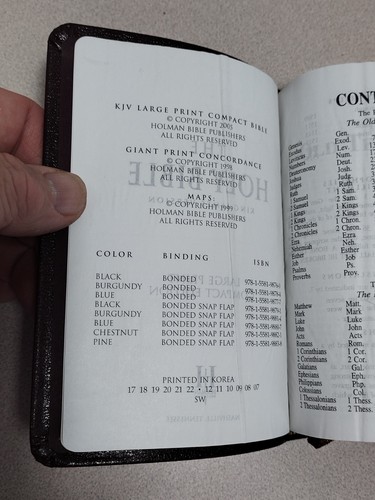 KJV LARGE PRINT COMPACT BIBLE
© COPYRIGHT 2005
HOLMAN BIBLE PUBLISHERS
ALL RIGHTS RESERVED
GIANT PRINT CONCORDANCE
© COPYRIGHT 1998
HOLMAN BIBLE PUBLISHERS
ALL RIGHTS RESERVED
MAPS:
© COPYRIGHT 1999
HOLMAN BIBLE PUBLISHERS
ALL RIGHTS RESERVED
COLOR BINDING ISBN
BLACK BONDED
BURGUNDY BONDED
BLUE BONDED
BLACK BONDED SNAP FLAP
BURGUNDY BONDED SNAP FLAP
BLUE BONDED SNAP FLAP
CHESTNUT BONDED SNAP FLAP
PINE BONDED SNAP FLAP
PRINTED IN KOREA
17 18 19 20 21 22 • 12 11 10 09 08 07
SW
CONT
The Old
Genesis Gen.
Exodus Exod.
Leviticus Lev.
Numbers Num.
Deuteronomy Deut.
Joshua Josh.
Judges Judg.
Ruth Ruth
1 Samuel 1 Sam.
2 Samuel 2 Sam.
1 Kings 1 Kings
2 Kings 2 Kings
1 Chronicles 1 Chron.
2 Chronicles 2 Chron.
Ezra Ezra
Nehemiah Neh.
Esther Esther
Job Job
Psalms Ps.
Proverbs Prov.
The
Matthew Matt.
Mark Mark
Luke Luke
John John
Acts Acts
Romans Rom.
1 Corinthians 1 Cor.
2 Corinthians 2 Cor.
Galatians Gal.
Ephesians Eph.
Philippians Php.
Colossians Col.
1 Thessalonians 1 Thess.
2 Thessalonians 2 Thess.